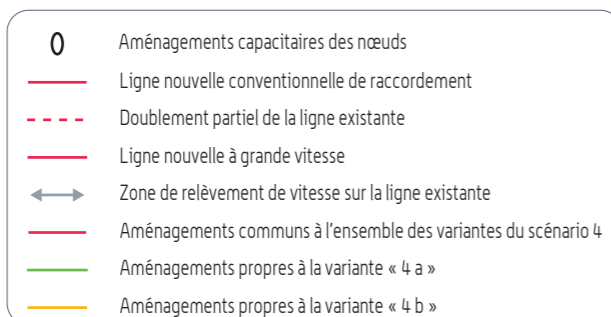 Aménagements capacitaires des nœuds
Ligne nouvelle conventionnelle de raccordement
Doublement partiel de la ligne existante
Ligne nouvelle à grande vitesse
Zone de relèvement de vitesse sur la ligne existante
Aménagements communs à l'ensemble des variantes du scénario 4
Aménagements propres à la variante « 4 a »
Aménagements propres à la variante « 4 b »